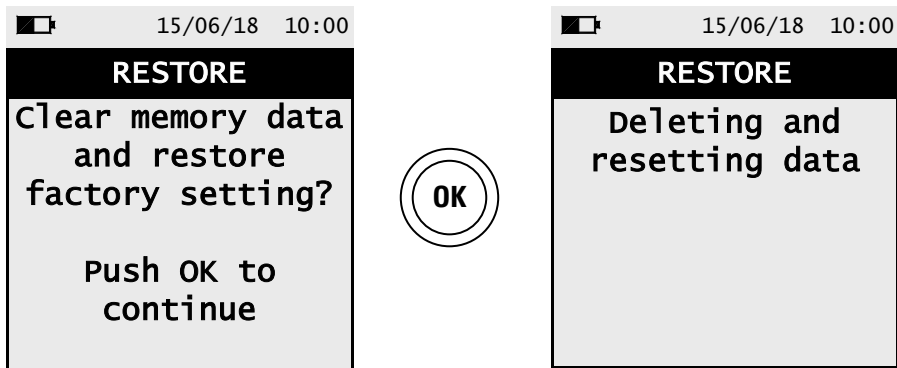 15/06/18 10:00
RESTORE
Clear memory data
and restore
factory setting?
Push OK to
continue
OK
15/06/18 10:00
RESTORE
Deleting and
resetting data